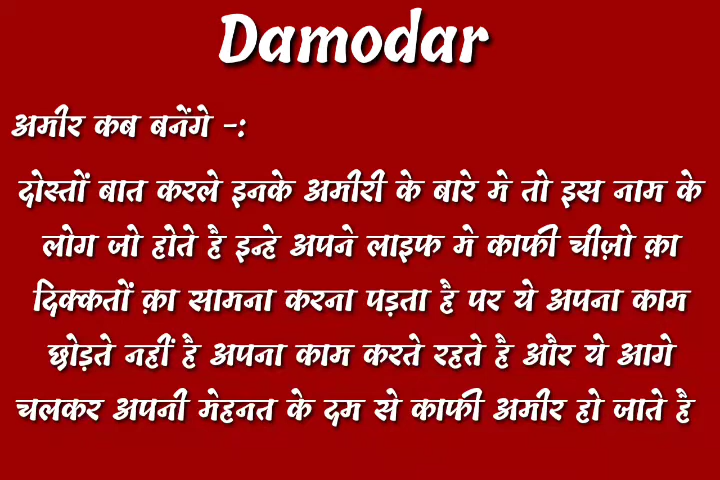 Damodar
अमीर कब बनेंगे -:
दोस्तों बात करले इनके अमीरी के बारे मे तो इस नाम के
लोग जो होते है इन्हे अपने लाइफ मे काफी चीज़ो क़ा
दिक्कतों क़ा सामना करना पड़ता है पर ये अपना काम
छोड़ते नहीं है अपना काम करते रहते है और ये आगे
चलकर अपनी मेहनत के दम से काफी अमीर हो जाते है